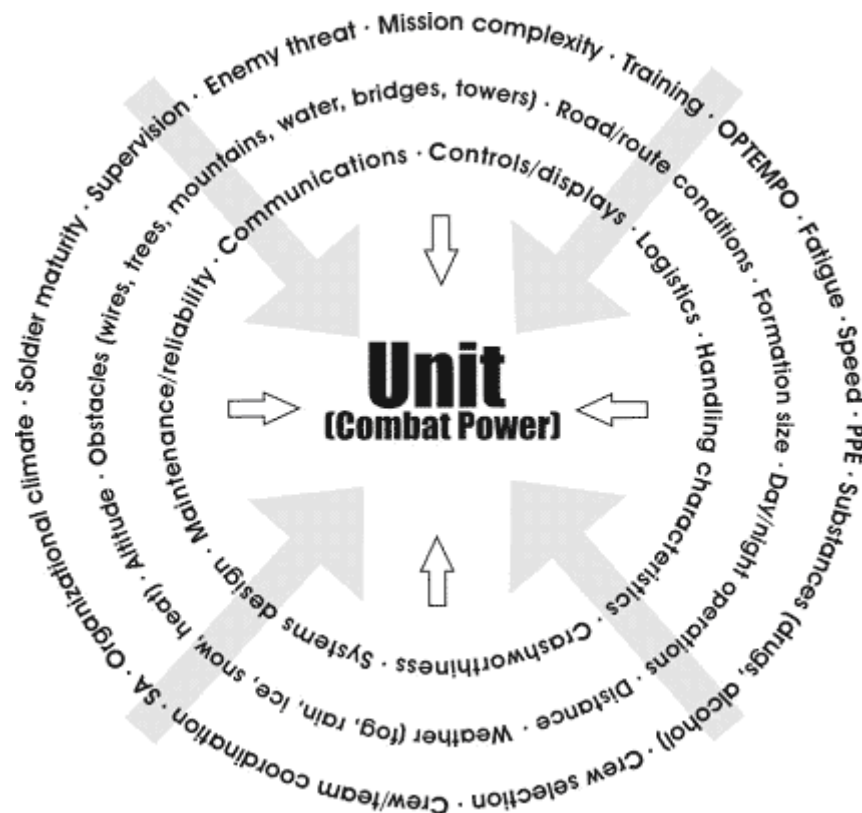 Enemy threat · Mission complexity · Training · OPTEMPO · Fatigue · Speed · PPE · Substances (drugs, alcohol) · Crew selection · Crew/team coordination · SA · Organizational climate · Soldier maturity · Supervision ·
Obstacles (wires, trees, mountains, water, bridges, towers) · Road/route conditions · Formation size · Day/night operations · Distance · Weather (fog, rain, ice, snow, heat) · Altitude ·
Communications · Controls/displays · Logistics · Handling characteristics · Crashworthiness · Systems design · Maintenance/reliability ·
Unit
(Combat Power)